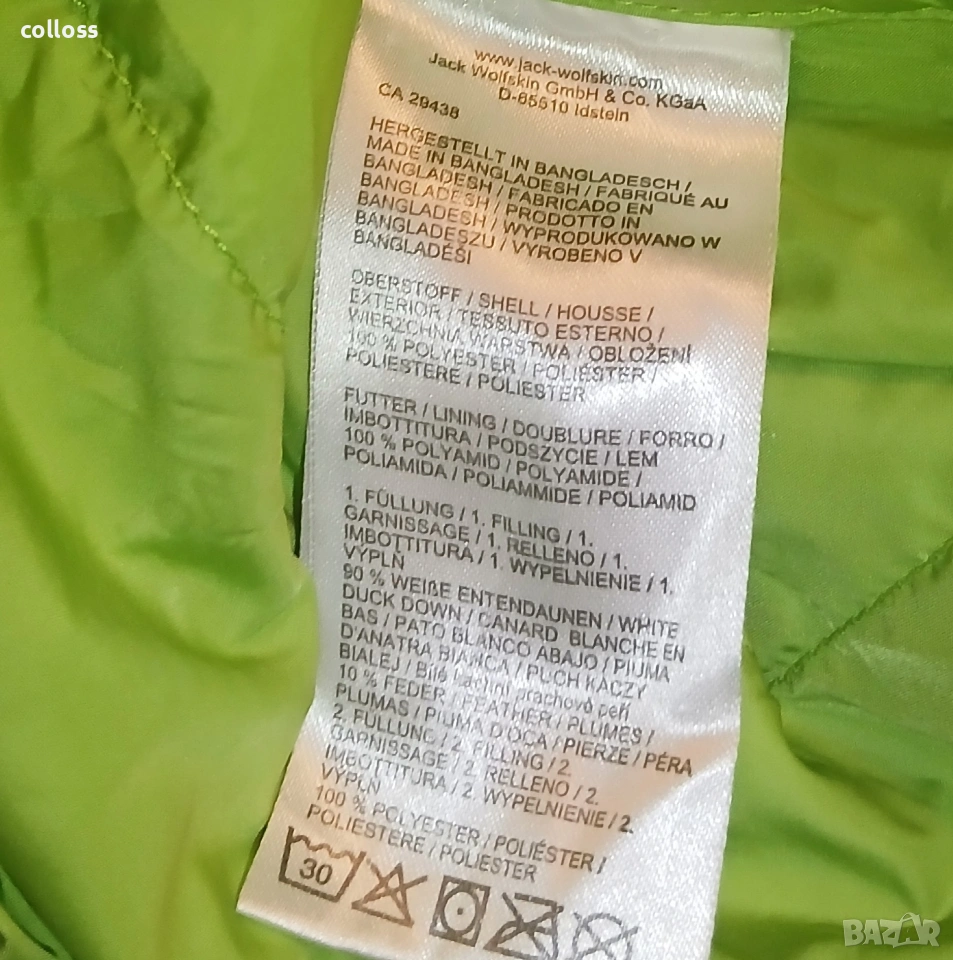 colloss
www.jack-wolfskin.com
Jack Wolfskin GmbH & Co. KGaA
D-65510 Idstein
CA 29438
HERGESTELLT IN BANGLADESCH /
MADE IN BANGLADESH / FABRIQUÉ AU
BANGLADESH / FABRICADO EN
BANGLADESH / PRODOTTO IN
BANGLADESH / WYPRODUKOWANO W
BANGLADESZU / VYROBENO V
BANGLADÉŠI
OBERSTOFF / SHELL / HOUSSE /
EXTERIOR / TESSUTO ESTERNO /
WIERZCHNIA WARSTWA / OBLOŽENÍ
100 % POLYESTER / POLIÉSTER /
POLIESTERE / POLIESTER
FUTTER / LINING / DOUBLURE / FORRO /
IMBOTTITURA / PODSZYCIE / LEM
100 % POLYAMID / POLYAMIDE /
POLIAMIDA / POLIAMMIDE / POLIAMID
1. FÜLLUNG / 1. FILLING / 1.
GARNISSAGE / 1. RELLENO / 1.
IMBOTTITURA / 1. WYPEŁNIENIE / 1.
VÝPLŇ
90 % WEIßE ENTENDAUNEN / WHITE
DUCK DOWN / CANARD BLANCHE EN
BAS / PATO BLANCO ABAJO / PIUMA
D'ANATRA BIANCA / PUCH KACZY
BIALEJ / Bílé kachní prachové peří
10 % FEDER / FEATHER / PLUMES /
PLUMAS / PIUMA D'OCA / PIERZE / PÉRA
2. FÜLLUNG / 2. FILLING / 2.
GARNISSAGE / 2. RELLENO / 2.
IMBOTTITURA / 2. WYPEŁNIENIE / 2.
VÝPLŇ
100 % POLYESTER / POLIÉSTER /
POLIESTERE / POLIESTER
30
BAZAR